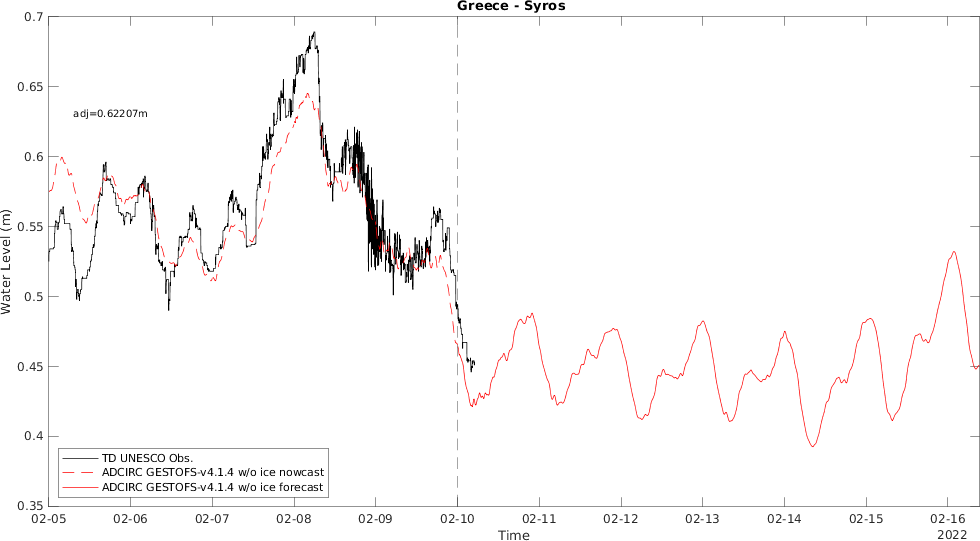 Greece - Syros
0.7
0.65
0.6
0.55
0.5
0.45
0.4
0.35
Water Level (m)
adj=0.62207m
TD UNESCO Obs.
ADCIRC GESTOFS-v4.1.4 w/o ice nowcast
ADCIRC GESTOFS-v4.1.4 w/o ice forecast
02-05 02-06 02-07 02-08 02-09 02-10 02-11 02-12 02-13 02-14 02-15 02-16
Time
2022